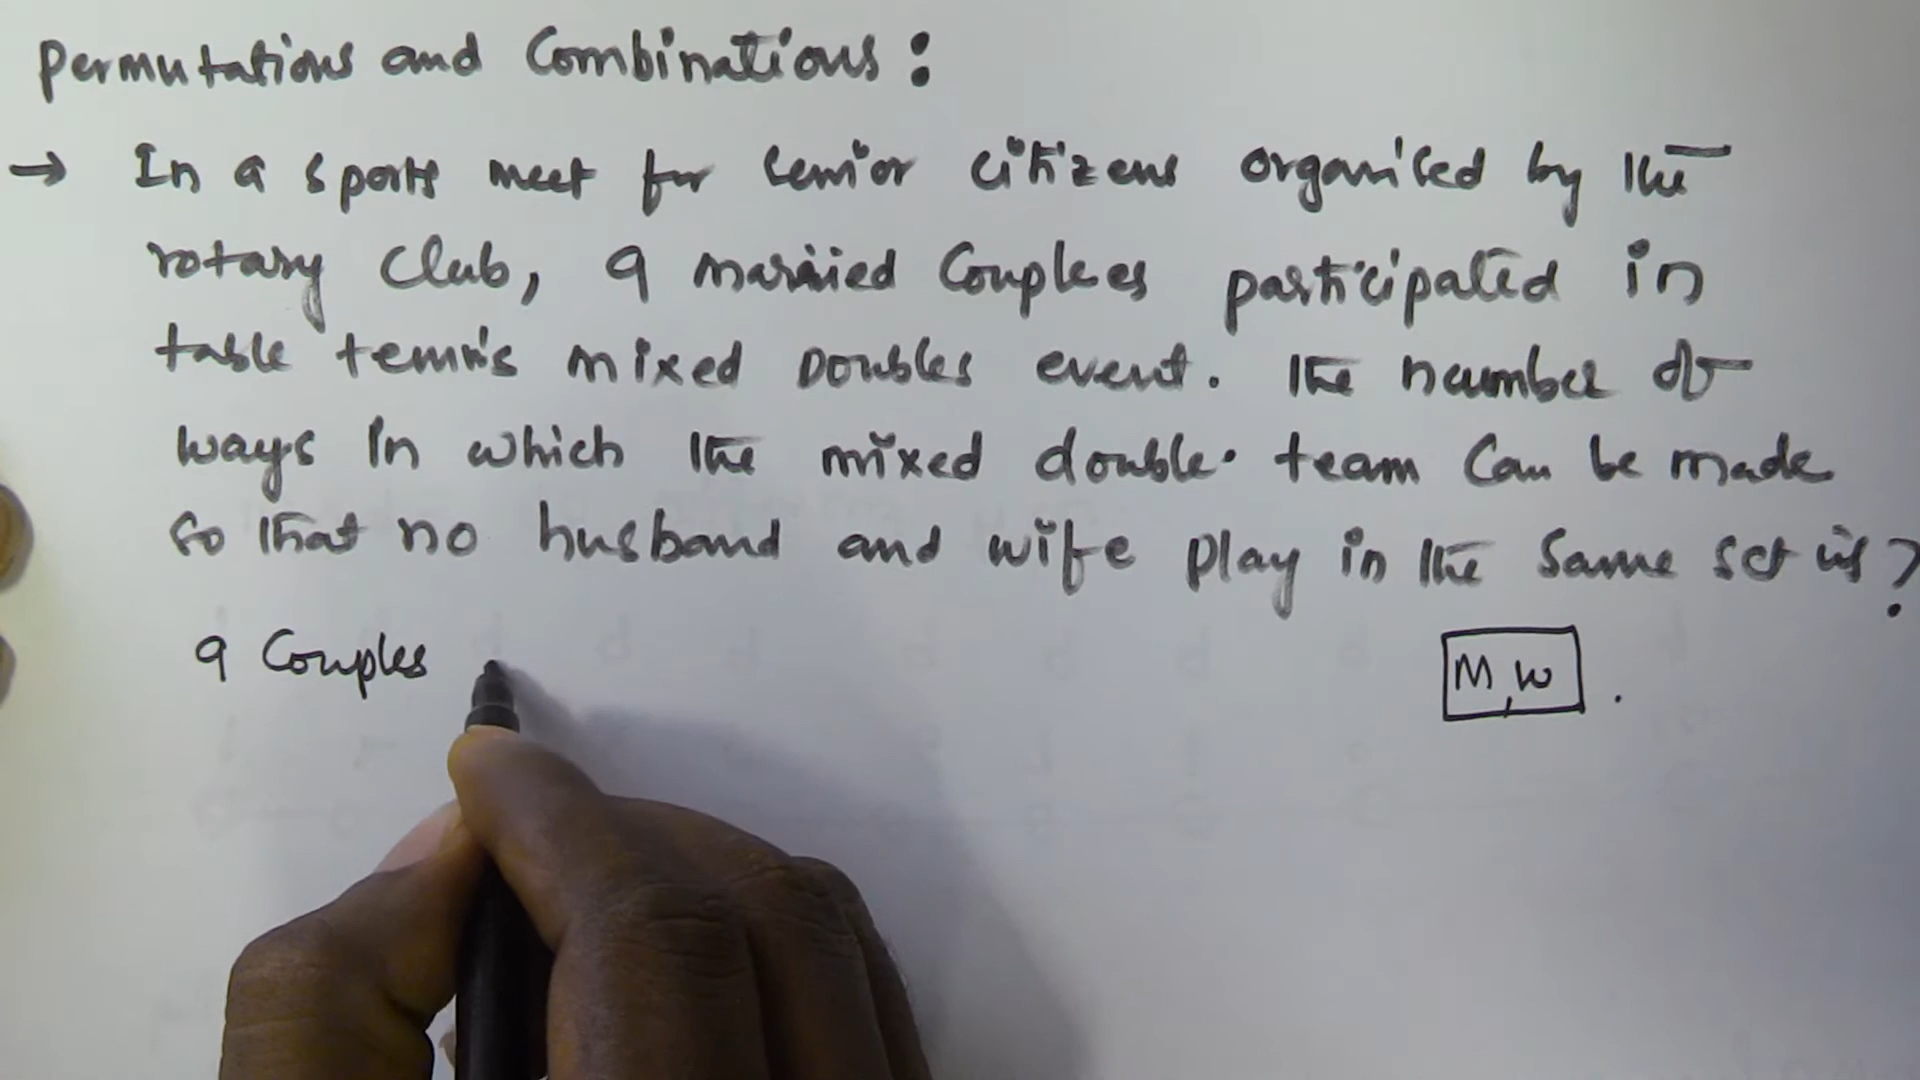 Permutations and Combinations :
→ In a sports meet for senior citizens organised by the
rotary club, 9 married couplees participated in
table tennis mixed Doubles event. The number of
ways in which the mixed double team can be made
so that no husband and wife play in the same set is?
9 Couples
M, W .